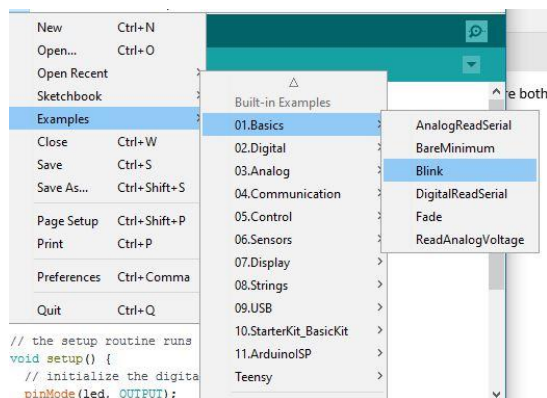 New Ctrl+N
Open... Ctrl+O
Open Recent
Sketchbook
Examples
Close Ctrl+W
Save Ctrl+S
Save As... Ctrl+Shift+S
Page Setup Ctrl+Shift+P
Print Ctrl+P
Preferences Ctrl+Comma
Quit Ctrl+Q
Built-in Examples
01.Basics
02.Digital
03.Analog
04.Communication
05.Control
06.Sensors
07.Display
08.Strings
09.USB
10.StarterKit_BasicKit
11.ArduinoISP
Teensy
AnalogReadSerial
BareMinimum
Blink
DigitalReadSerial
Fade
ReadAnalogVoltage
both
// the setup routine runs
void setup() {
// initialize the digita
pinMode(led, OUTPUT);